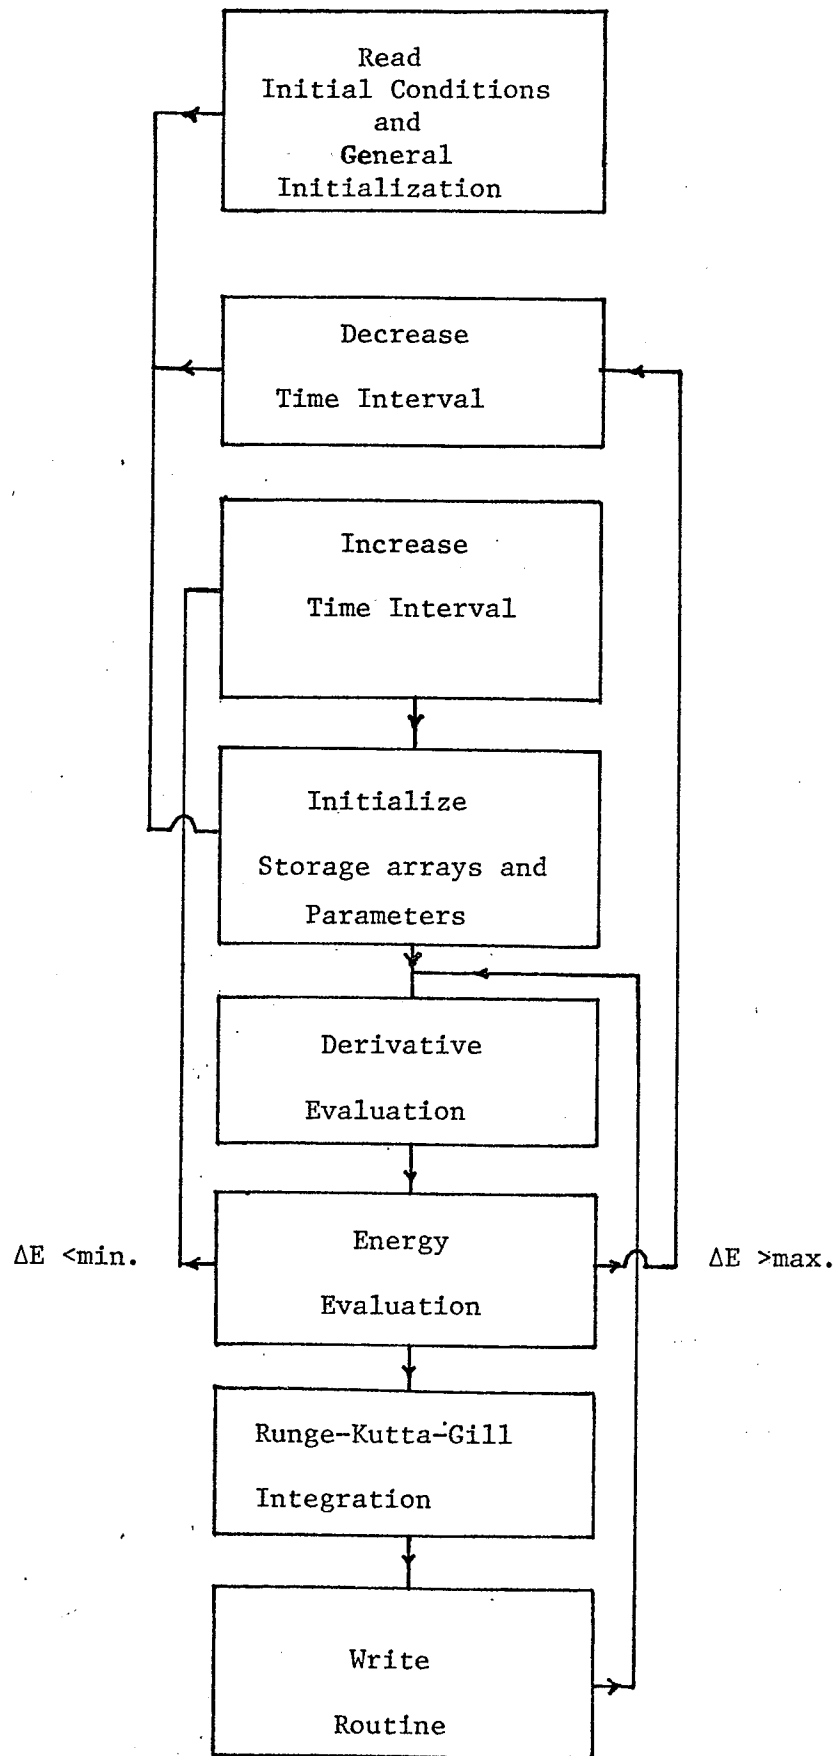 Read
Initial Conditions
and
General
Initialization
Decrease
Time Interval
Increase
Time Interval
Initialize
Storage arrays and
Parameters
Derivative
Evaluation
ΔE <min.
Energy
Evaluation
ΔE >max.
Runge-Kutta-Gill
Integration
Write
Routine